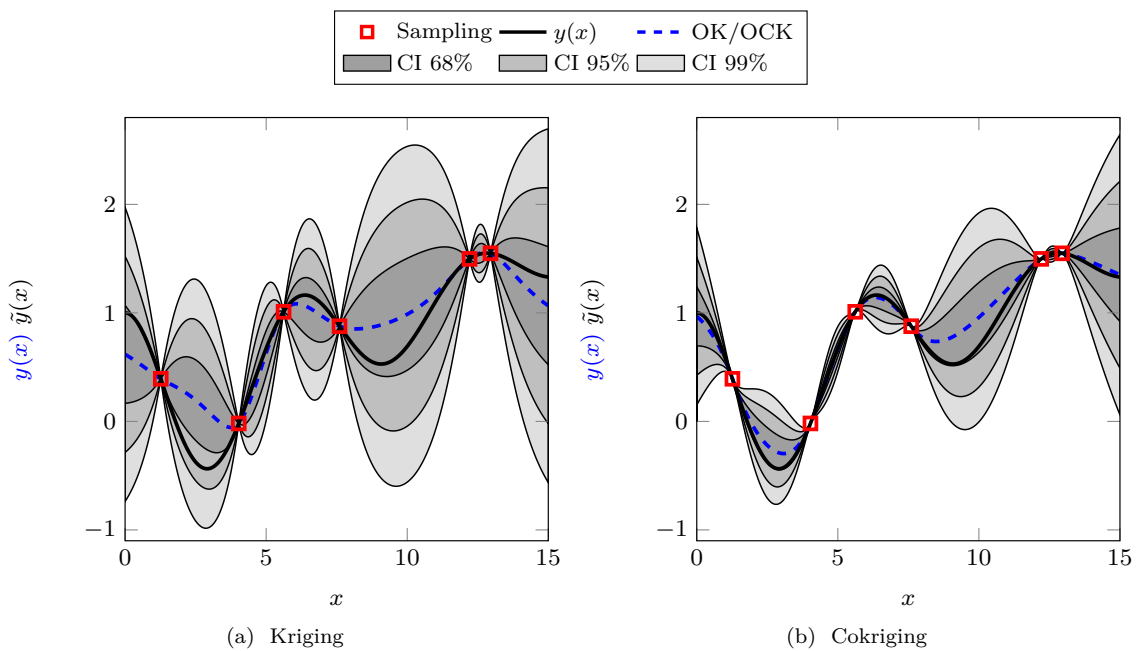 Sampling y(x) OK/OCK
CI 68% CI 95% CI 99%
y(x) ỹ(x)
2
1
0
−1
0 5 10 15
x
(a) Kriging
y(x) ỹ(x)
2
1
0
−1
0 5 10 15
x
(b) Cokriging